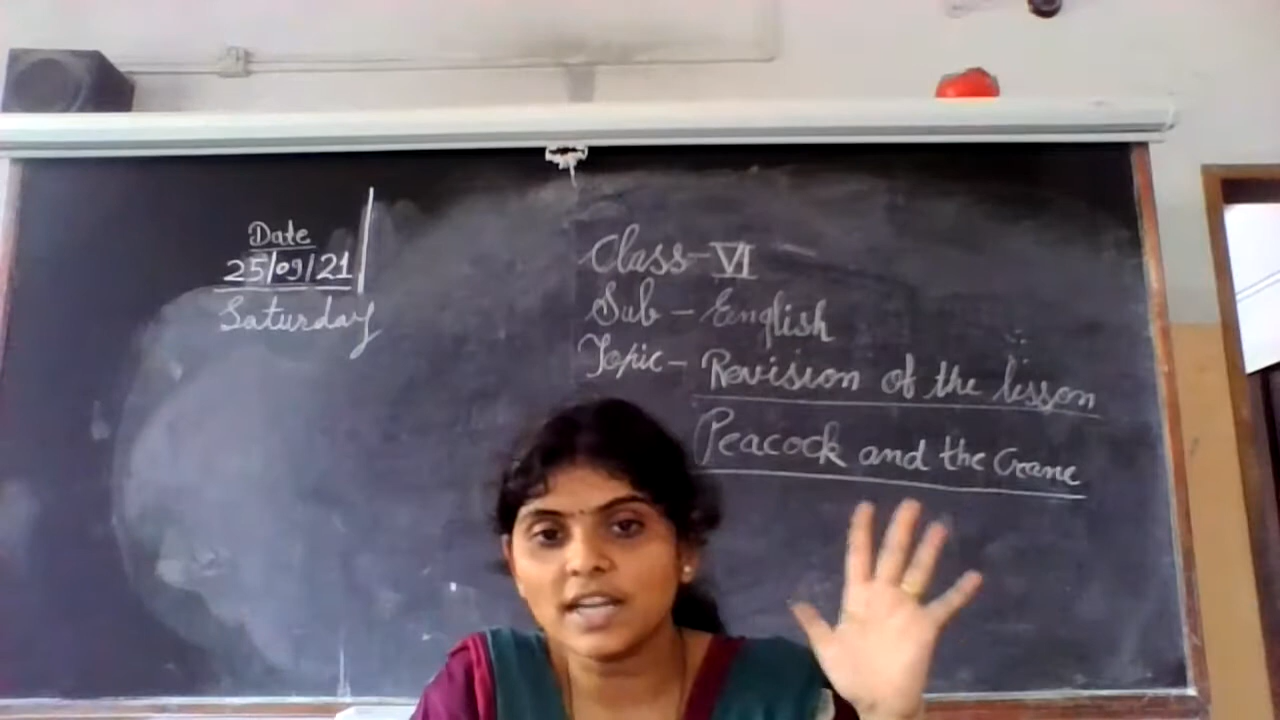 Date
25/09/21
Saturday
Class-VI
Sub - English
Topic - Revision of the lesson
Peacock and the Crane